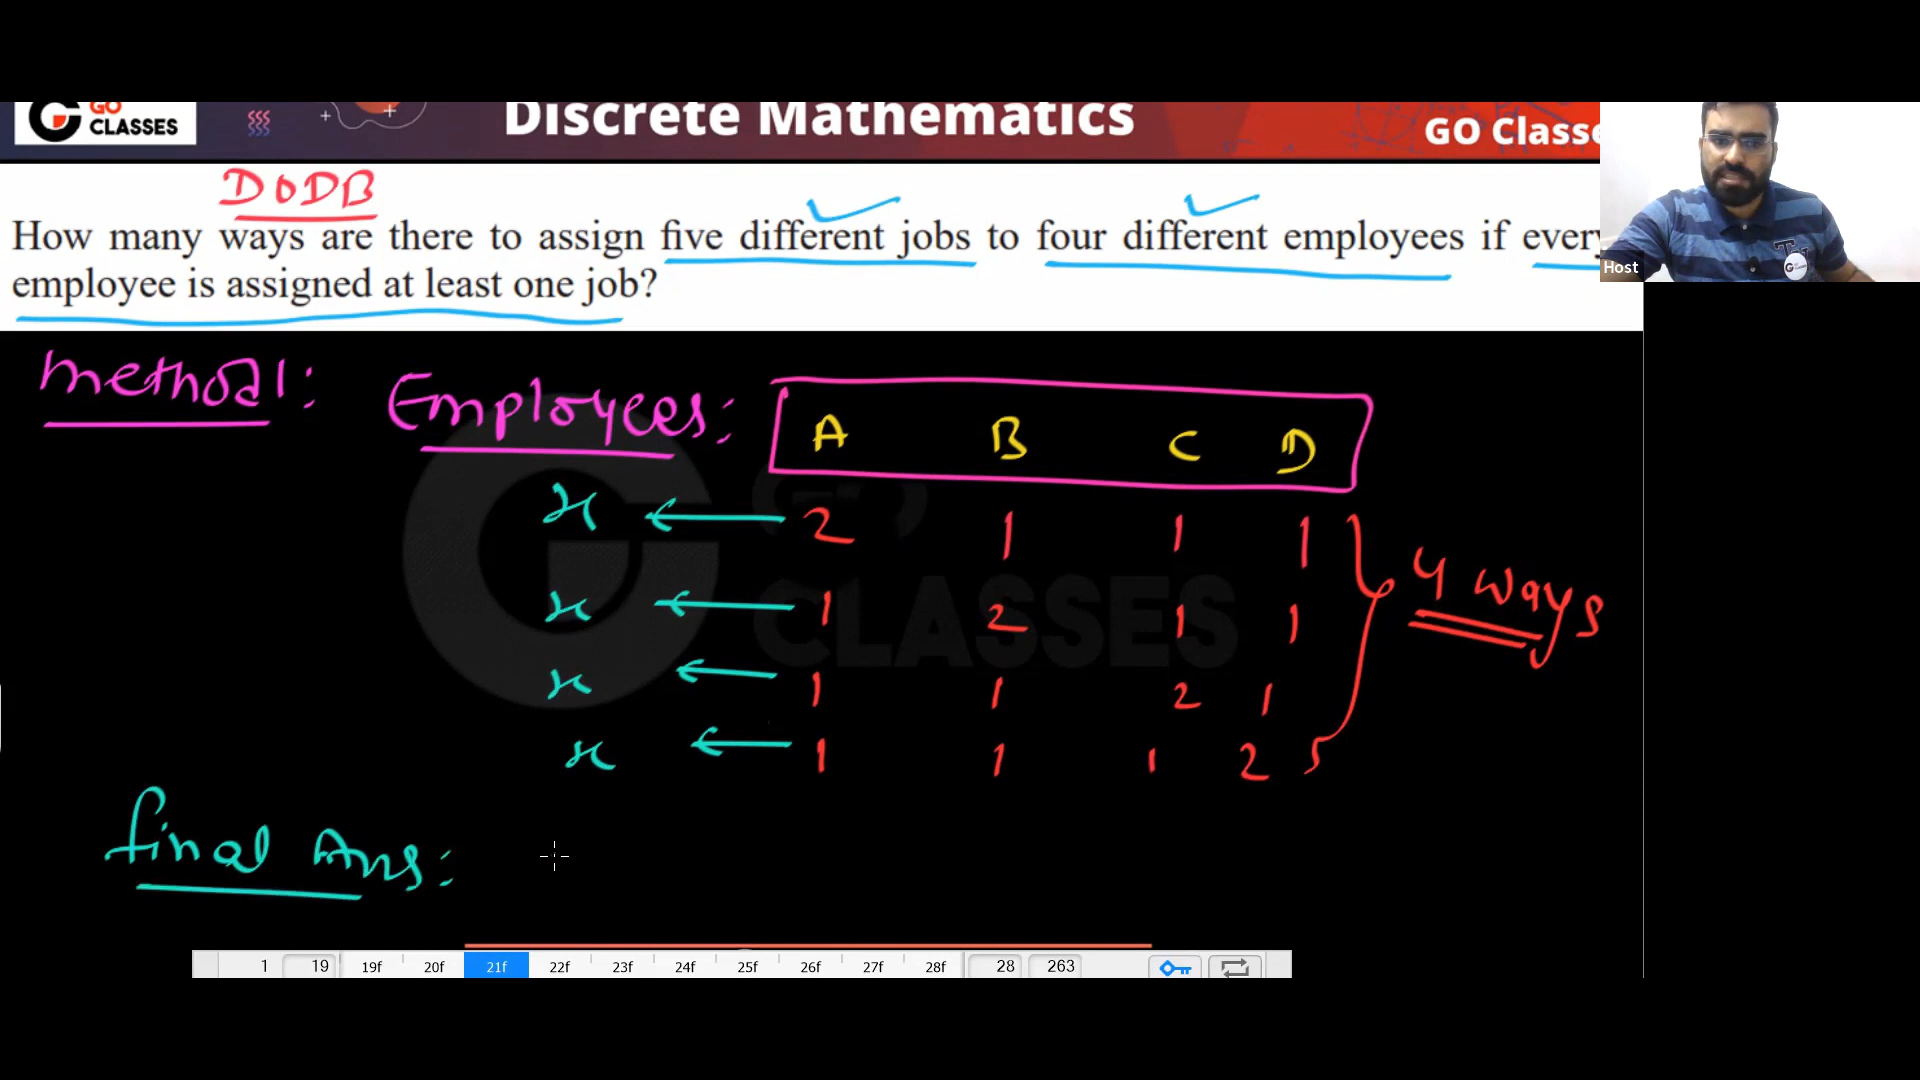 GO
CLASSES
Discrete Mathematics
GO Classe
DODB
How many ways are there to assign five different jobs to four different employees if every
employee is assigned at least one job?
Host
Method:
Employees:
A B C D
x ← 2 1 1 1
x ← 1 2 1 1
x ← 1 1 2 1
x ← 1 1 1 2
4 ways
CLASSES
final Ans:
1 19 19f 20f 21f 22f 23f 24f 25f 26f 27f 28f 28 263